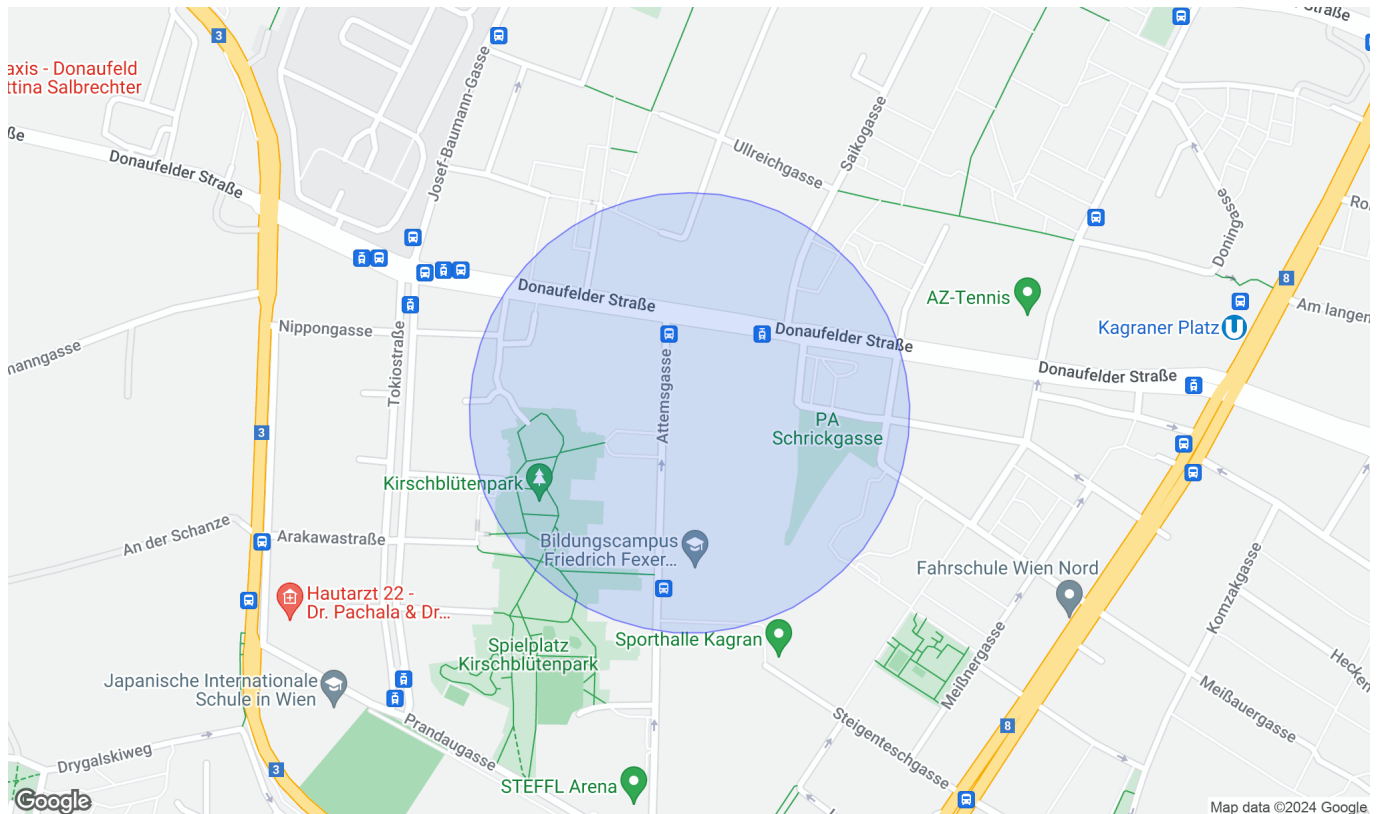 Straße
3
axis - Donaufeld
ttina Salbrechter
ße
Donaufelder Straße
Josef-Baumann-Gasse
Ullreichgasse
Saikogasse
Doningasse
Ro
8
Am langen
AZ-Tennis
Kagraner Platz
U
Donaufelder Straße
Donaufelder Straße
Donaufelder Straße
Nippongasse
manngasse
Tokiostraße
Attemsgasse
3
PA
Schrickgasse
Kirschblütenpark
An der Schanze
Arakawastraße
Bildungscampus
Friedrich Fexer...
Fahrschule Wien Nord
Komzakgasse
Hautarzt 22 -
Dr. Pachala & Dr...
Spielplatz
Kirschblütenpark
Sporthalle Kagran
Meißnergasse
Hecken
Meißauergasse
Japanische Internationale
Schule in Wien
Prandaugasse
Steigenteschgasse
8
Drygalskiweg
3
STEFFL Arena
Google
Map data ©2024 Google